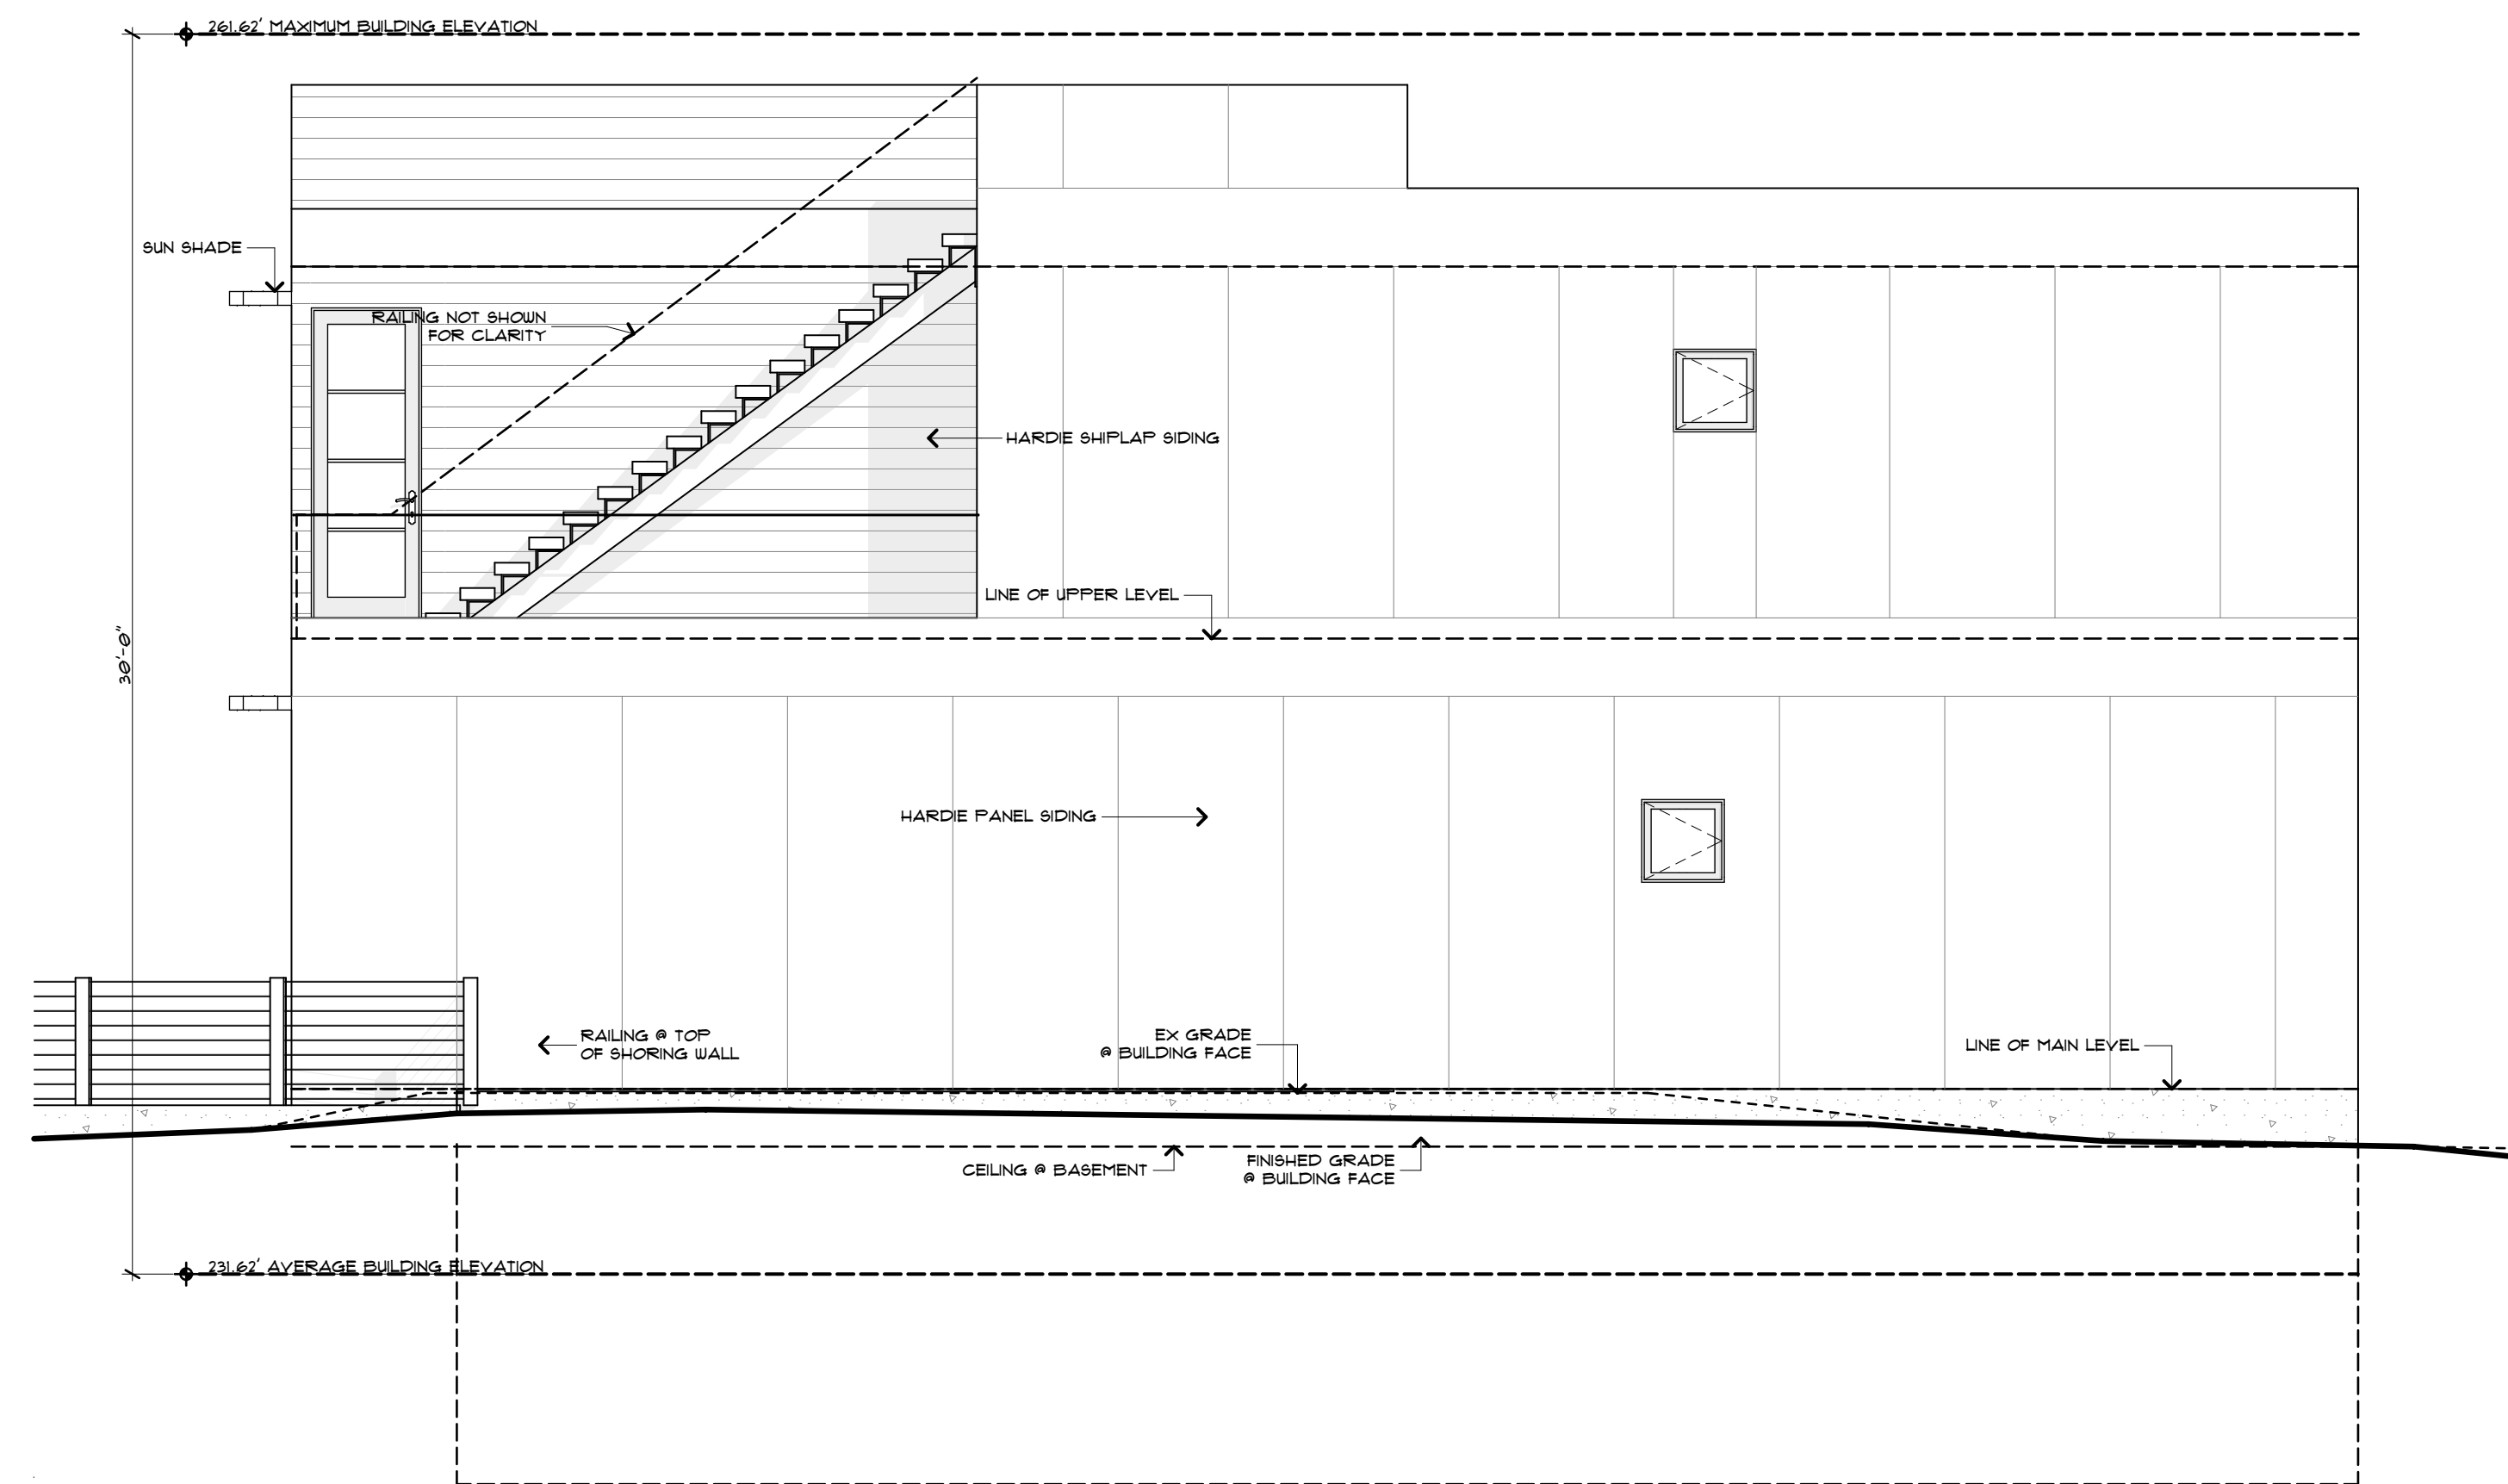 261.62' MAXIMUM BUILDING ELEVATION
SUN SHADE
RAILING NOT SHOWN
FOR CLARITY
HARDIE SHIPLAP SIDING
LINE OF UPPER LEVEL
30'-0"
HARDIE PANEL SIDING
RAILING @ TOP
OF SHORING WALL
EX GRADE
@ BUILDING FACE
LINE OF MAIN LEVEL
CEILING @ BASEMENT
FINISHED GRADE
@ BUILDING FACE
231.62' AVERAGE BUILDING ELEVATION